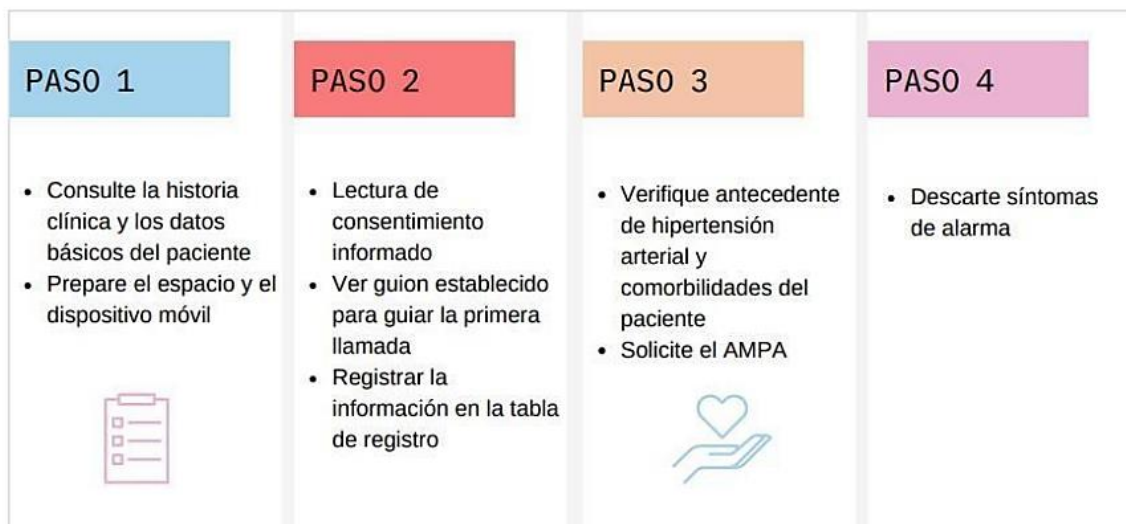 PASO 1
• Consulte la historia
clínica y los datos
básicos del paciente
• Prepare el espacio y el
dispositivo móvil
PASO 2
• Lectura de
consentimiento
informado
• Ver guion establecido
para guiar la primera
llamada
• Registrar la
información en la tabla
de registro
PASO 3
• Verifique antecedente
de hipertensión
arterial y
comorbilidades del
paciente
• Solicite el AMPA
PASO 4
• Descarte síntomas
de alarma